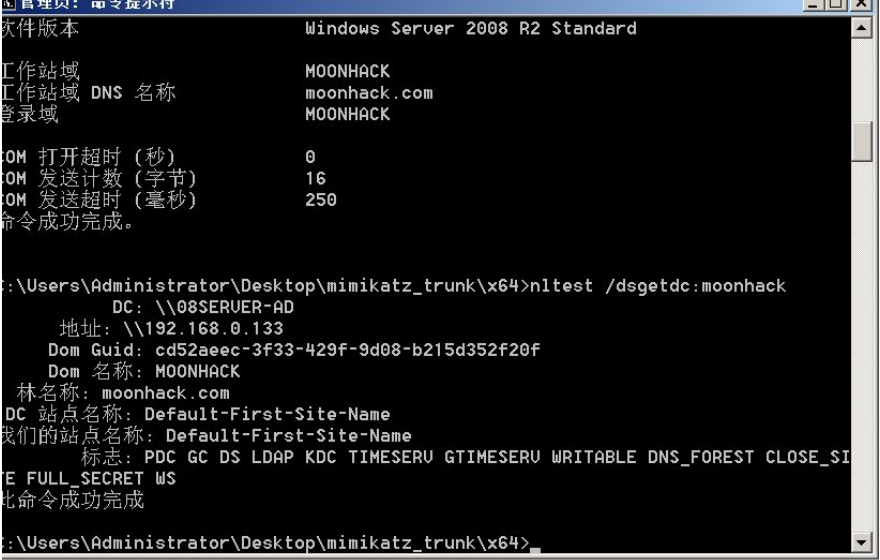 管理员: 命令提示符
软件版本 Windows Server 2008 R2 Standard
工作站域 MOONHACK
工作站域 DNS 名称 moonhack.com
登录域 MOONHACK
COM 打开超时 (秒) 0
COM 发送计数 (字节) 16
COM 发送超时 (毫秒) 250
命令成功完成。
C:\Users\Administrator\Desktop\mimikatz_trunk\x64>nltest /dsgetdc:moonhack
DC: \\08SERVER-AD
地址: \\192.168.0.133
Dom Guid: cd52aeec-3f33-429f-9d08-b215d352f20f
Dom 名称: MOONHACK
林名称: moonhack.com
DC 站点名称: Default-First-Site-Name
我们的站点名称: Default-First-Site-Name
标志: PDC GC DS LDAP KDC TIMESERV GTIMESERV WRITABLE DNS_FOREST CLOSE_SI
TE FULL_SECRET WS
此命令成功完成
C:\Users\Administrator\Desktop\mimikatz_trunk\x64>_